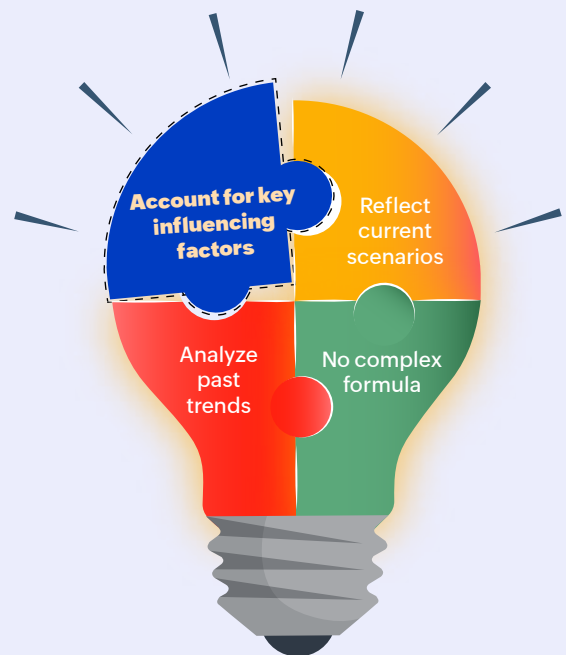 Account for key
influencing
factors
Reflect
current
scenarios
Analyze
past
trends
No complex
formula